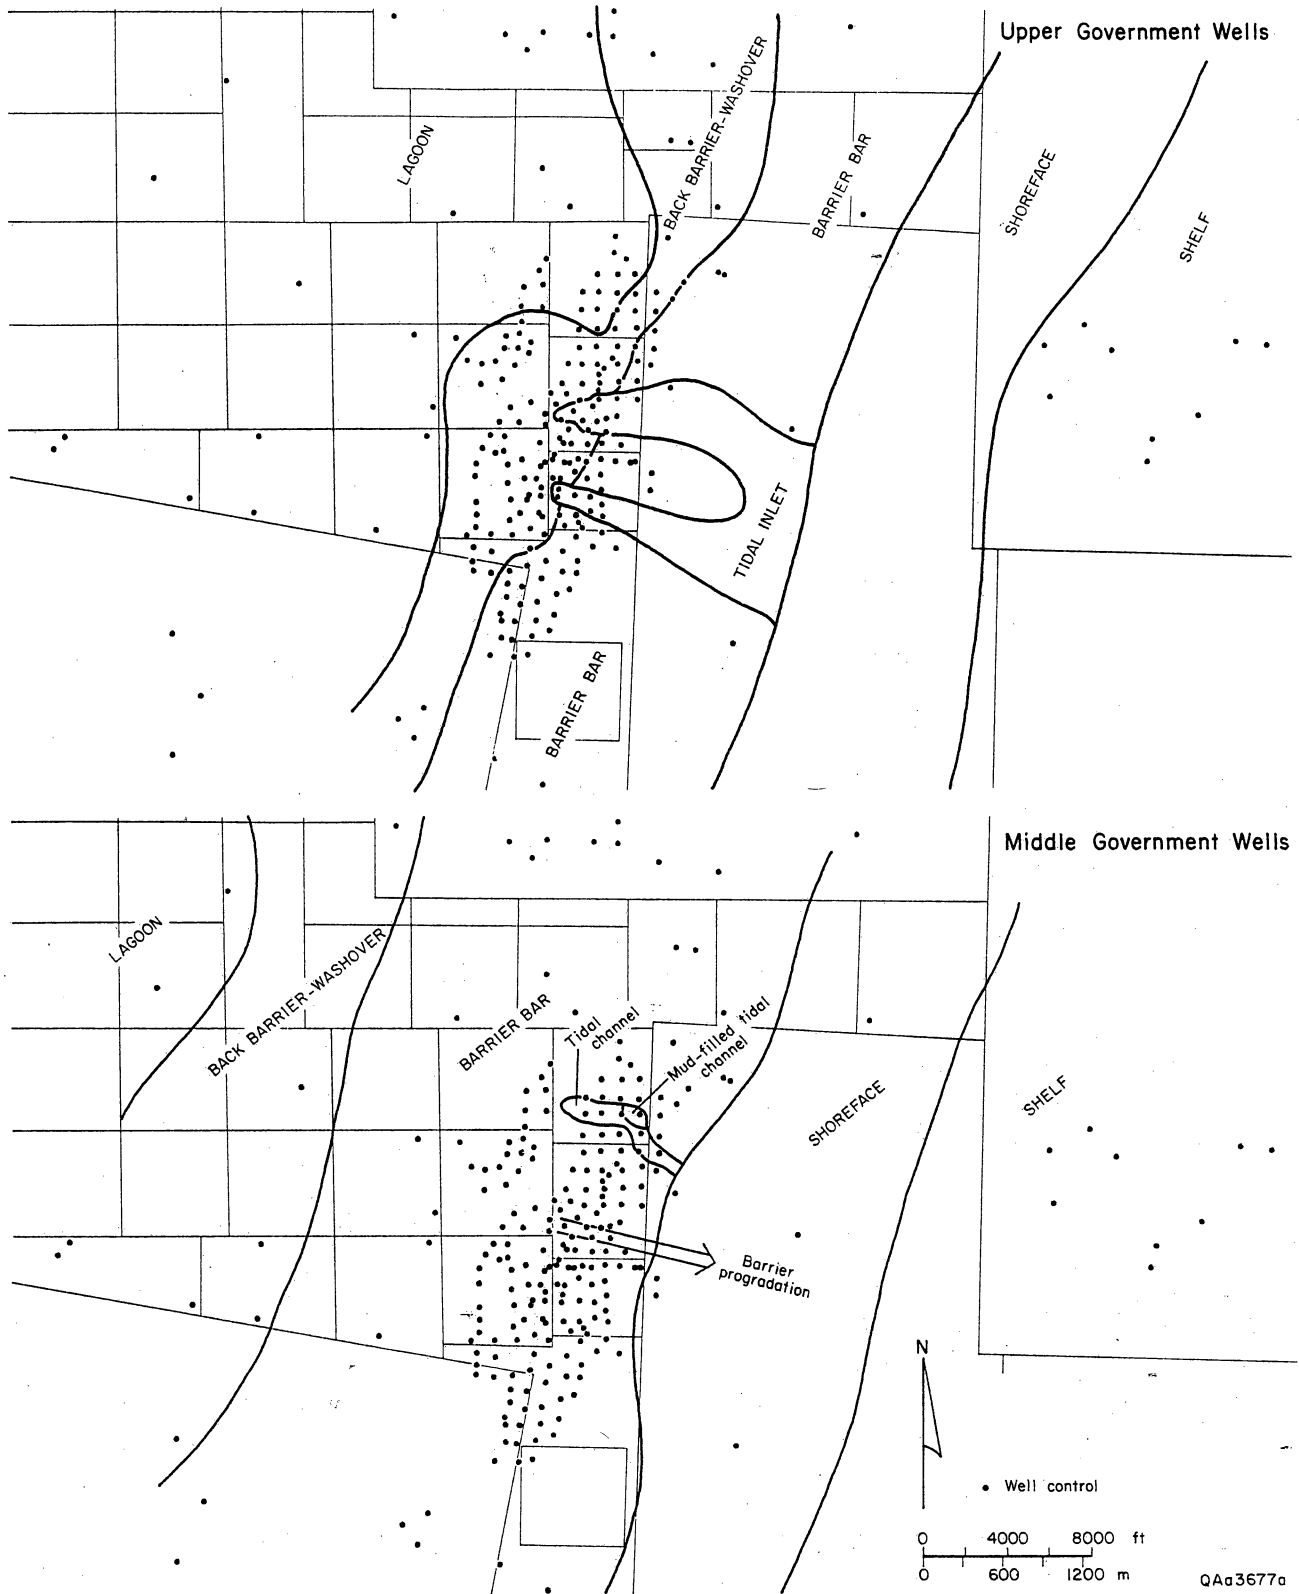 Upper Government Wells
LAGOON
BACK BARRIER-WASHOVER
BARRIER BAR
SHOREFACE
SHELF
TIDAL INLET
BARRIER BAR
Middle Government Wells
LAGOON
BACK BARRIER-WASHOVER
BARRIER BAR
Tidal
channel
Mud-filled tidal
channel
SHOREFACE
SHELF
Barrier
progradation
N
Well control
0 4000 8000 ft
0 600 1200 m
QAa3677a